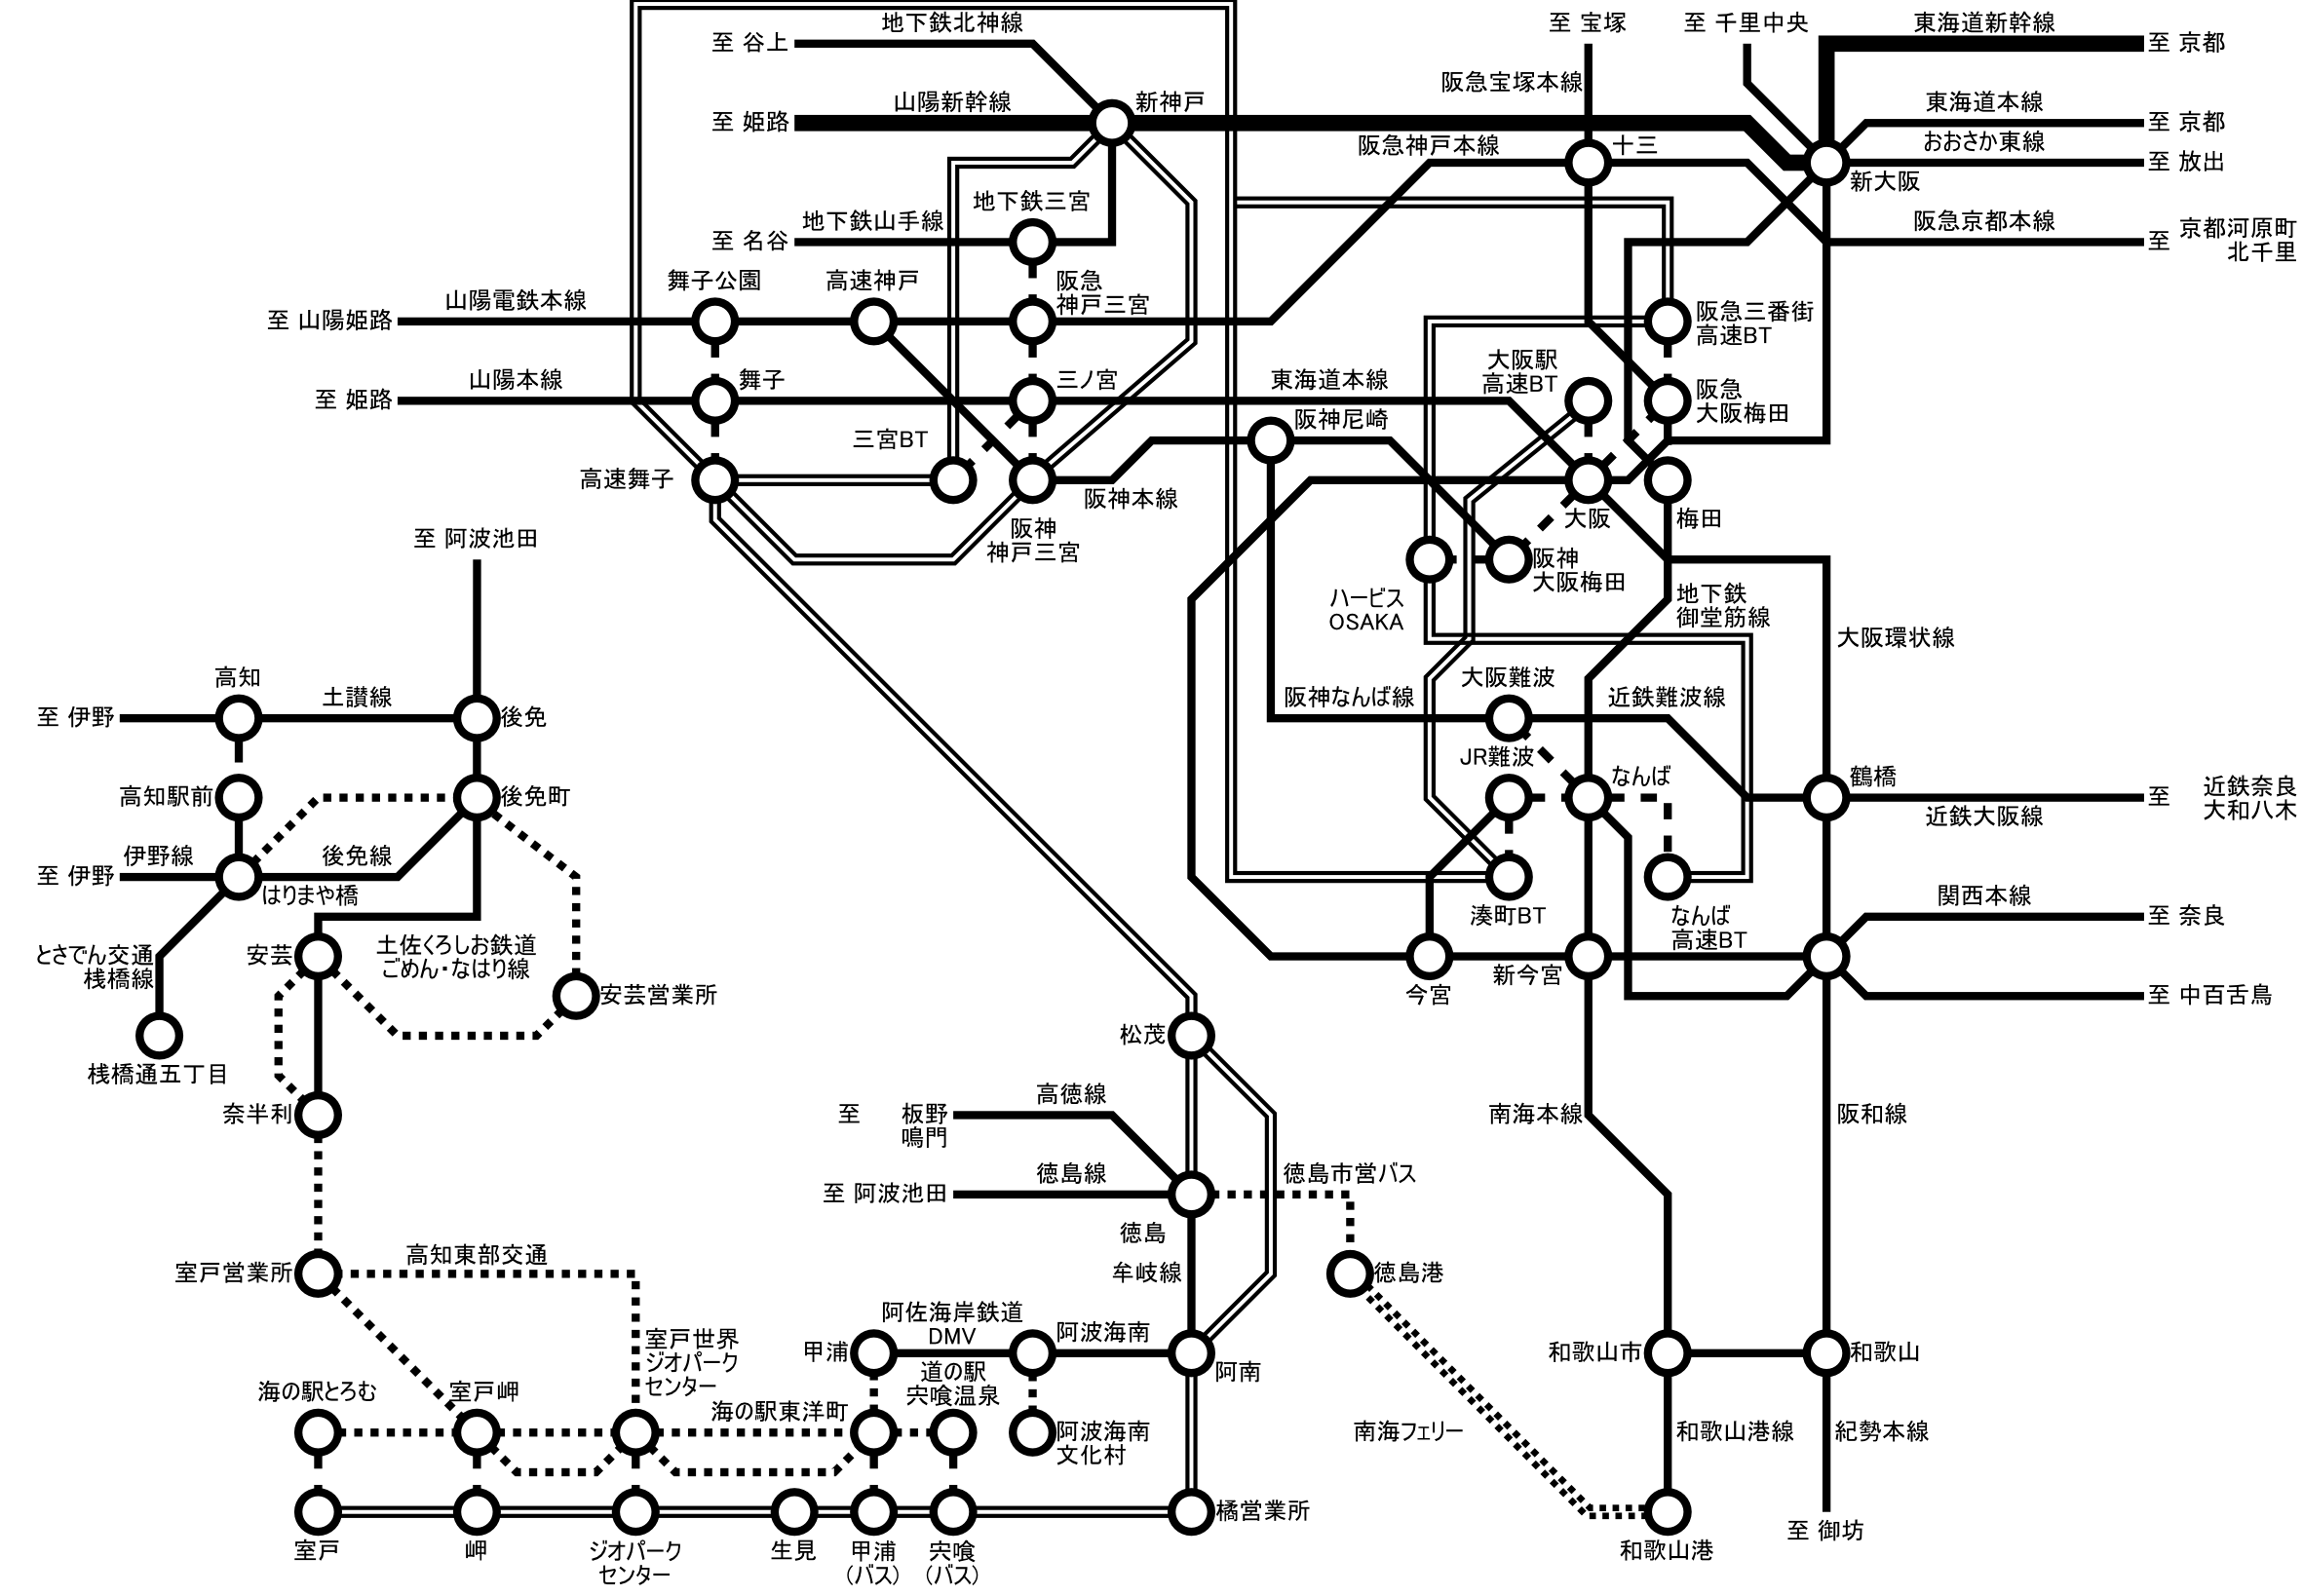 地下鉄北神線
至 谷上
至 宝塚
至 千里中央
東海道新幹線
至 京都
阪急宝塚本線
山陽新幹線
至 姫路
新神戸
東海道本線
至 京都
阪急神戸本線
十三
おおさか東線
至 放出
新大阪
地下鉄三宮
地下鉄山手線
至 名谷
阪急京都本線
至 京都河原町
北千里
舞子公園
高速神戸
阪急
神戸三宮
山陽電鉄本線
至 山陽姫路
阪急三番街
高速BT
大阪駅
高速BT
山陽本線
至 姫路
舞子
三ノ宮
東海道本線
阪急
大阪梅田
阪神尼崎
三宮BT
高速舞子
阪神本線
阪神
神戸三宮
大阪
梅田
至 阿波池田
阪神
大阪梅田
ハービス
OSAKA
地下鉄
御堂筋線
大阪環状線
高知
土讃線
至 伊野
後免
大阪難波
阪神なんば線
近鉄難波線
JR難波
なんば
鶴橋
高知駅前
後免町
至 近鉄奈良
大和八木
近鉄大阪線
伊野線
後免線
至 伊野
はりまや橋
湊町BT
なんば
高速BT
関西本線
至 奈良
とさでん交通
桟橋線
安芸
土佐くろしお鉄道
ごめん・なはり線
安芸営業所
今宮
新今宮
至 中百舌鳥
桟橋通五丁目
松茂
奈半利
高徳線
至 板野
鳴門
南海本線
阪和線
徳島線
至 阿波池田
徳島市営バス
徳島
牟岐線
高知東部交通
室戸営業所
徳島港
阿佐海岸鉄道
DMV
阿波海南
甲浦
室戸世界
ジオパーク
センター
道の駅
宍喰温泉
阿南
和歌山市
和歌山
海の駅とろむ
室戸岬
海の駅東洋町
阿波海南
文化村
南海フェリー
和歌山港線
紀勢本線
橘営業所
室戸
岬
ジオパーク
センター
生見
甲浦
(バス)
宍喰
(バス)
和歌山港
至 御坊